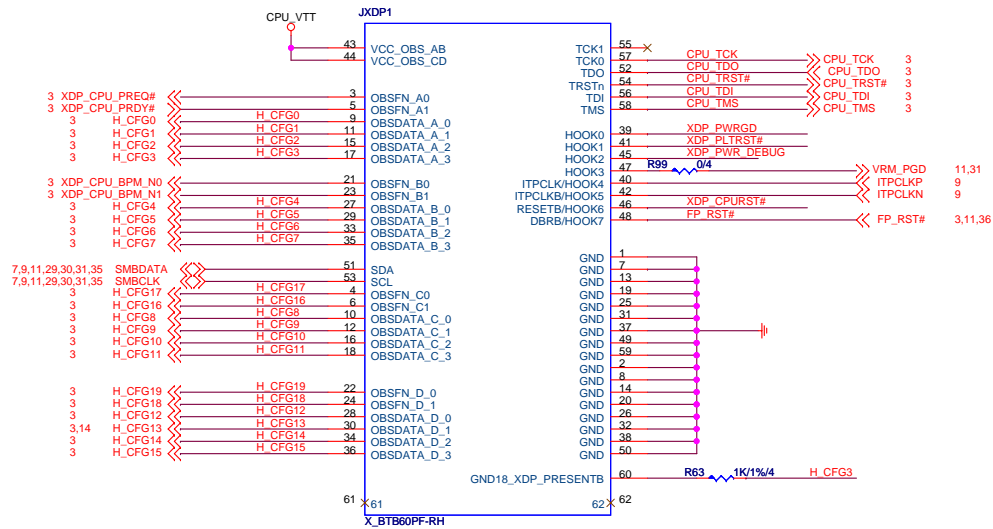 CPU_VTT
JXDP1
43 VCC_OBS_AB
44 VCC_OBS_CD
3 XDP_CPU_PREQ# 3 OBSFN_A0
3 XDP_CPU_PRDY# 5 OBSFN_A1
3 H_CFG0 H_CFG0 9 OBSDATA_A_0
3 H_CFG1 H_CFG1 11 OBSDATA_A_1
3 H_CFG2 H_CFG2 15 OBSDATA_A_2
3 H_CFG3 H_CFG3 17 OBSDATA_A_3
3 XDP_CPU_BPM_N0 21 OBSFN_B0
3 XDP_CPU_BPM_N1 23 OBSFN_B1
3 H_CFG4 H_CFG4 27 OBSDATA_B_0
3 H_CFG5 H_CFG5 29 OBSDATA_B_1
3 H_CFG6 H_CFG6 33 OBSDATA_B_2
3 H_CFG7 H_CFG7 35 OBSDATA_B_3
7,9,11,29,30,31,35 SMBDATA 51 SDA
7,9,11,29,30,31,35 SMBCLK 53 SCL
3 H_CFG17 H_CFG17 4 OBSFN_C0
3 H_CFG16 H_CFG16 6 OBSFN_C1
3 H_CFG8 H_CFG8 10 OBSDATA_C_0
3 H_CFG9 H_CFG9 12 OBSDATA_C_1
3 H_CFG10 H_CFG10 16 OBSDATA_C_2
3 H_CFG11 H_CFG11 18 OBSDATA_C_3
3 H_CFG19 H_CFG19 22 OBSFN_D_0
3 H_CFG18 H_CFG18 24 OBSFN_D_1
3 H_CFG12 H_CFG12 28 OBSDATA_D_0
3,14 H_CFG13 H_CFG13 30 OBSDATA_D_1
3 H_CFG14 H_CFG14 34 OBSDATA_D_2
3 H_CFG15 H_CFG15 36 OBSDATA_D_3
61 61
TCK1 55
TCK0 57 CPU_TCK CPU_TCK 3
TDO 52 CPU_TDO CPU_TDO 3
TRSTn 54 CPU_TRST# CPU_TRST# 3
TDI 56 CPU_TDI CPU_TDI 3
TMS 58 CPU_TMS CPU_TMS 3
HOOK0 39 XDP_PWRGD
HOOK1 41 XDP_PLTRST#
HOOK2 45 XDP_PWR_DEBUG
HOOK3 47 R99 0/4 VRM_PGD 11,31
ITPCLK/HOOK4 40 ITPCLKP 9
ITPCLKB/HOOK5 42 ITPCLKN 9
RESETB/HOOK6 46 XDP_CPURST#
DBRB/HOOK7 48 FP_RST# FP_RST# 3,11,36
GND 1
GND 7
GND 13
GND 19
GND 25
GND 31
GND 37
GND 49
GND 59
GND 2
GND 8
GND 14
GND 20
GND 26
GND 32
GND 38
GND 50
GND18_XDP_PRESENTB 60 R63 1K/1%/4 H_CFG3
62 62
X_BTB60PF-RH